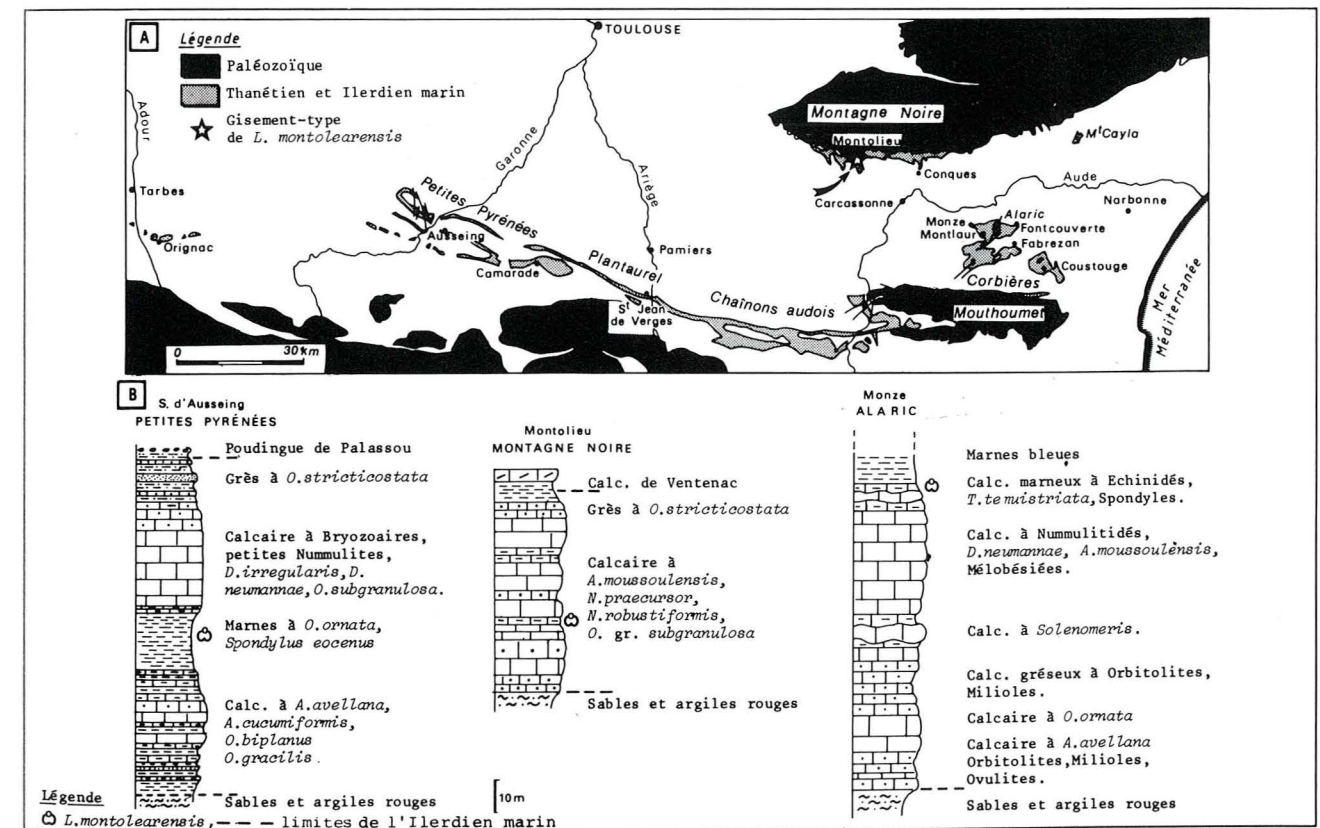 A
Légende
Paléozoïque
Thanétien et Ilerdien marin
Gisement-type
de L. montolearensis
TOULOUSE
Adour
Garonne
Ariège
Tarbes
Orignac
Petites Pyrénées
Ausseing
Camarade
Plantaurel
Pamiers
St Jean
de Verges
Chaînons audois
Montagne Noire
Montolieu
Conques
Mt Cayla
Carcassonne
Aude
Narbonne
Monze
Alaric
Montlaur
Fontcouverte
Fabrezan
Coustouge
Corbières
Mouthoumet
Mer
Méditerranée
0 30 km
B
S. d'Ausseing
PETITES PYRÉNÉES
Poudingue de Palassou
Grès à O.stricticostata
Calcaire à Bryozoaires,
petites Nummulites,
D.irregularis, D.
neumannae, O.subgranulosa.
Marnes à O.ornata,
Spondylus eocenus
Calc. à A.avellana,
A.cucumiformis,
O.biplanus
O.gracilis.
Sables et argiles rouges
Montolieu
MONTAGNE NOIRE
Calc. de Ventenac
Grès à O.stricticostata
Calcaire à
A.moussoulensis,
N.praecursor,
N.robustiformis,
O. gr. subgranulosa
Sables et argiles rouges
10m
Monze
ALARIC
Marnes bleues
Calc. marneux à Echinidés,
T.temuistriata, Spondyles.
Calc. à Nummulitidés,
D.neumannae, A.moussoulènsis,
Mélobésiées.
Calc. à Solenomeris.
Calc. gréseux à Orbitolites,
Milioles.
Calcaire à O.ornata
Calcaire à A.avellana
Orbitolites, Milioles,
Ovulites.
Sables et argiles rouges
Légende
L.montolearensis, – – – limites de l'Ilerdien marin